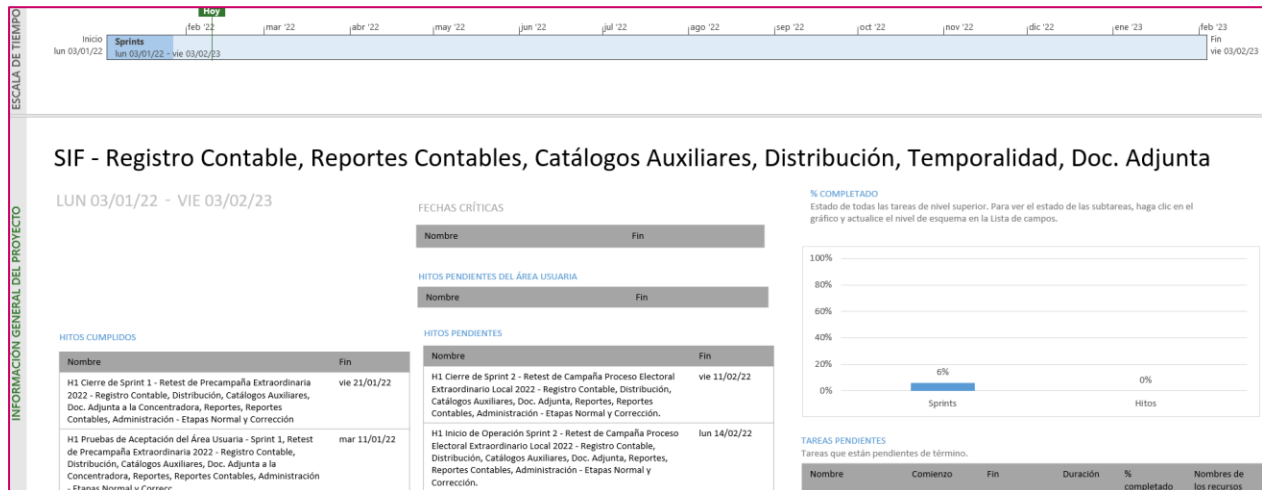 ESCALA DE TIEMPO
Hoy
feb '22 mar '22 abr '22 may '22 jun '22 jul '22 ago '22 sep '22 oct '22 nov '22 dic '22 ene '23 feb '23
Inicio
lun 03/01/22
Sprints
lun 03/01/22 - vie 03/02/23
Fin
vie 03/02/23
INFORMACIÓN GENERAL DEL PROYECTO
SIF - Registro Contable, Reportes Contables, Catálogos Auxiliares, Distribución, Temporalidad, Doc. Adjunta
LUN 03/01/22 - VIE 03/02/23
HITOS CUMPLIDOS
Nombre Fin
H1 Cierre de Sprint 1 - Retest de Precampaña Extraordinaria vie 21/01/22
2022 - Registro Contable, Distribución, Catálogos Auxiliares,
Doc. Adjunta a la Concentradora, Reportes, Reportes
Contables, Administración - Etapas Normal y Corrección
H1 Pruebas de Aceptación del Área Usuaria - Sprint 1, Retest mar 11/01/22
de Precampaña Extraordinaria 2022 - Registro Contable,
Distribución, Catálogos Auxiliares, Doc. Adjunta a la
Concentradora, Reportes, Reportes Contables, Administración
- Etapas Normal y Correcc
FECHAS CRÍTICAS
Nombre Fin
HITOS PENDIENTES DEL ÁREA USUARIA
Nombre Fin
HITOS PENDIENTES
Nombre Fin
H1 Cierre de Sprint 2 - Retest de Campaña Proceso Electoral vie 11/02/22
Extraordinario Local 2022 - Registro Contable, Distribución,
Catálogos Auxiliares, Doc. Adjunta, Reportes, Reportes
Contables, Administración - Etapas Normal y Corrección.
H1 Inicio de Operación Sprint 2 - Retest de Campaña Proceso lun 14/02/22
Electoral Extraordinario Local 2022 - Registro Contable,
Distribución, Catálogos Auxiliares, Doc. Adjunta, Reportes,
Reportes Contables, Administración - Etapas Normal y
Corrección.
% COMPLETADO
Estado de todas las tareas de nivel superior. Para ver el estado de las subtareas, haga clic en el
gráfico y actualice el nivel de esquema en la Lista de campos.
100%
80%
60%
40%
20%
0%
6% 0%
Sprints Hitos
TAREAS PENDIENTES
Tareas que están pendientes de término.
Nombre Comienzo Fin Duración % completado Nombres de los recursos